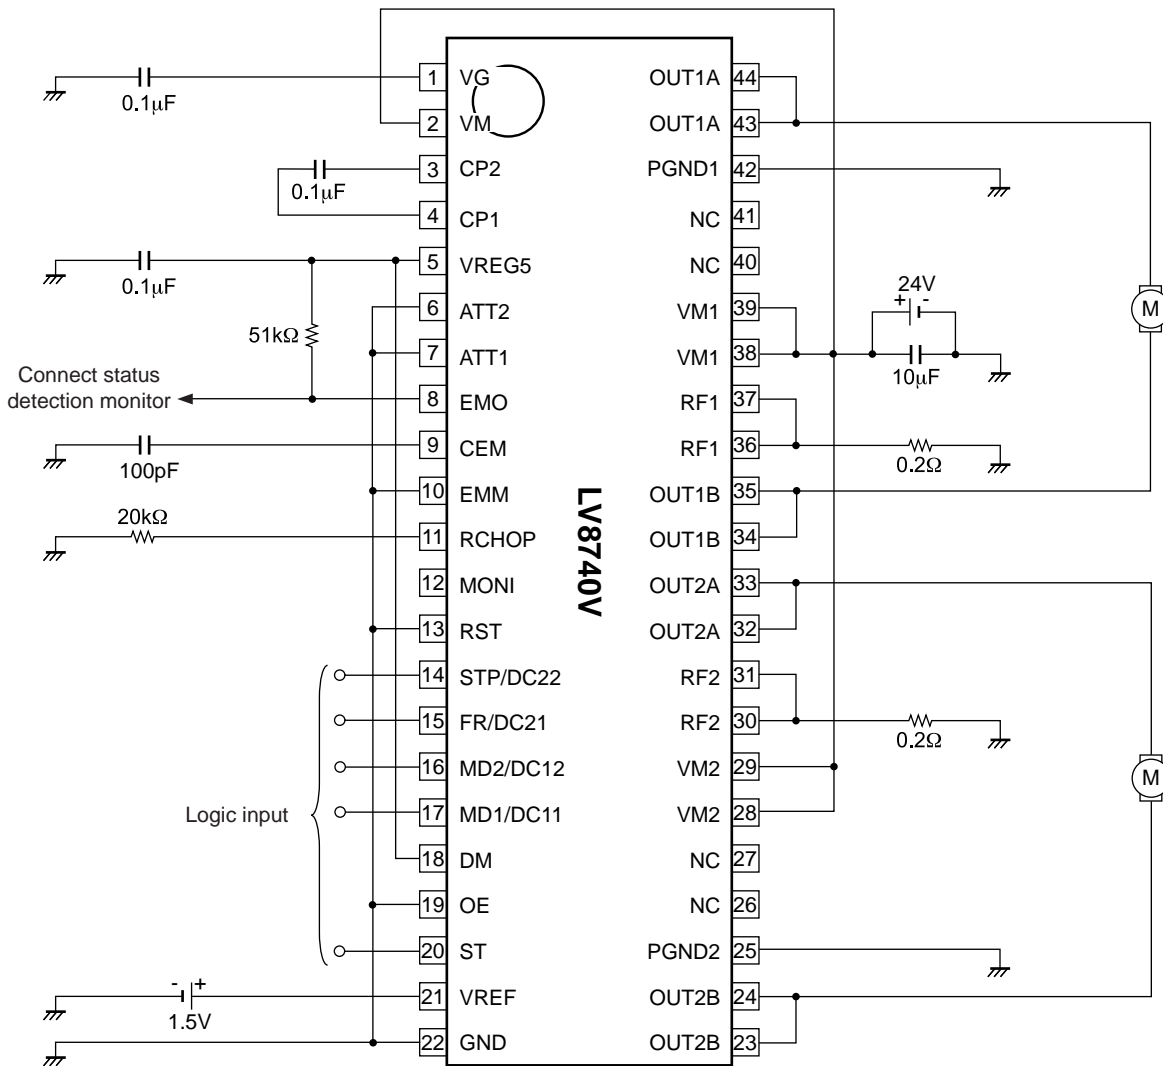 1 VG OUT1A 44
0.1μF
2 VM OUT1A 43
3 CP2 PGND1 42
0.1μF
4 CP1 NC 41
5 VREG5 NC 40
0.1μF
24V
+ -
6 ATT2 VM1 39
M
51kΩ
7 ATT1 VM1 38
10μF
Connect status
detection monitor
8 EMO RF1 37
9 CEM RF1 36
100pF
0.2Ω
10 EMM OUT1B 35
20kΩ
11 RCHOP OUT1B 34
LV8740V
12 MONI OUT2A 33
13 RST OUT2A 32
14 STP/DC22 RF2 31
15 FR/DC21 RF2 30
0.2Ω
16 MD2/DC12 VM2 29
M
Logic input
17 MD1/DC11 VM2 28
18 DM NC 27
19 OE NC 26
20 ST PGND2 25
- +
21 VREF OUT2B 24
1.5V
22 GND OUT2B 23